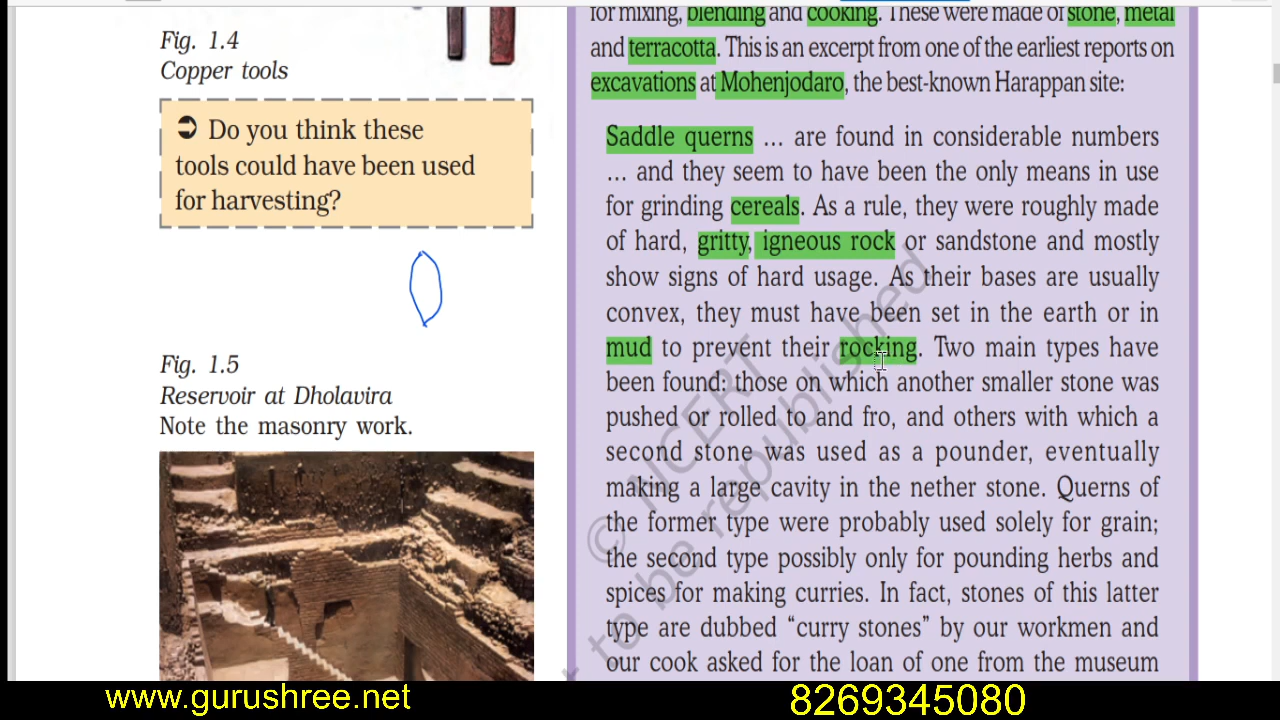 Fig. 1.4
Copper tools
➲ Do you think these
tools could have been used
for harvesting?
Fig. 1.5
Reservoir at Dholavira
Note the masonry work.
for mixing, blending and cooking. These were made of stone, metal
and terracotta. This is an excerpt from one of the earliest reports on
excavations at Mohenjodaro, the best-known Harappan site:
Saddle querns … are found in considerable numbers
… and they seem to have been the only means in use
for grinding cereals. As a rule, they were roughly made
of hard, gritty, igneous rock or sandstone and mostly
show signs of hard usage. As their bases are usually
convex, they must have been set in the earth or in
mud to prevent their rocking. Two main types have
been found: those on which another smaller stone was
pushed or rolled to and fro, and others with which a
second stone was used as a pounder, eventually
making a large cavity in the nether stone. Querns of
the former type were probably used solely for grain;
the second type possibly only for pounding herbs and
spices for making curries. In fact, stones of this latter
type are dubbed “curry stones” by our workmen and
our cook asked for the loan of one from the museum
© NCERT
t to be republished
www.gurushree.net
8269345080